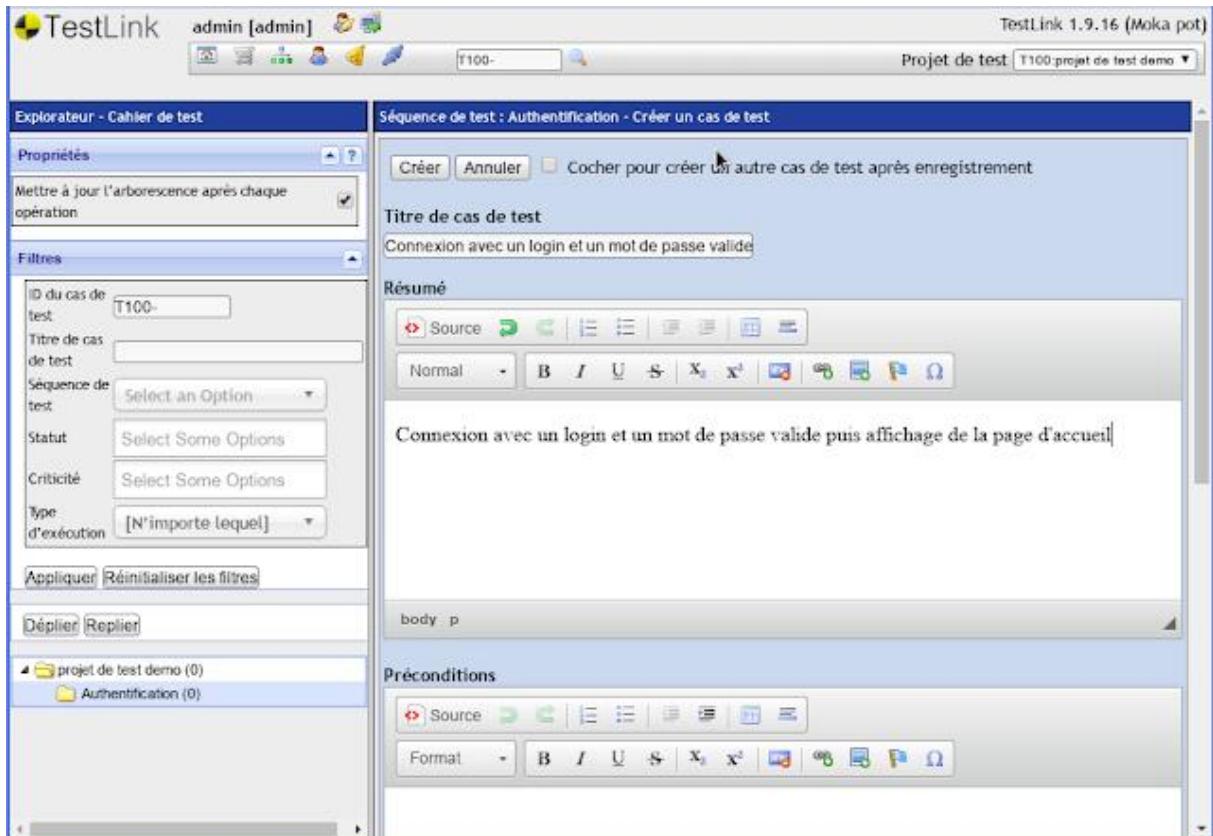 TestLink admin [admin] TestLink 1.9.16 (Moka pot)
T100- Projet de test T100:projet de test demo
Explorateur - Cahier de test
Propriétés ?
Mettre à jour l'arborescence après chaque
opération
Filtres
ID du cas de
test
T100-
Titre de cas
de test
Séquence de
test
Select an Option
Statut Select Some Options
Criticité Select Some Options
Type
d'exécution
[N'importe lequel]
Appliquer Réinitialiser les filtres
Déplier Replier
projet de test demo (0)
Authentification (0)
Séquence de test : Authentification - Créer un cas de test
Créer Annuler Cocher pour créer un autre cas de test après enregistrement
Titre de cas de test
Connexion avec un login et un mot de passe valide
Résumé
Source
Normal B I U S X₂ X² Ω
Connexion avec un login et un mot de passe valide puis affichage de la page d'accueil
body p
Préconditions
Source
Format B I U S X₂ X² Ω